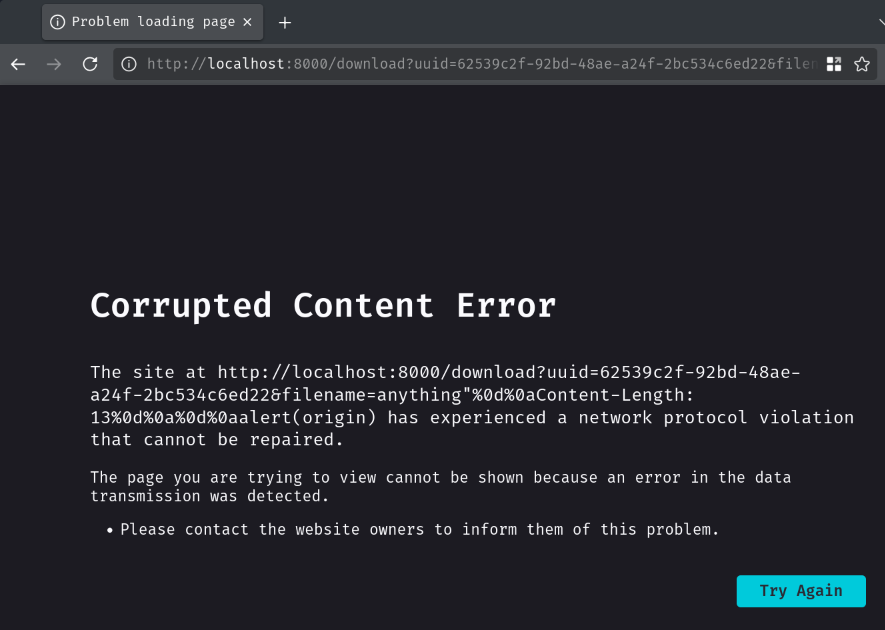 Problem loading page
http://localhost:8000/download?uuid=62539c2f-92bd-48ae-a24f-2bc534c6ed22&filen
Corrupted Content Error
The site at http://localhost:8000/download?uuid=62539c2f-92bd-48ae-
a24f-2bc534c6ed22&filename=anything"%0d%0aContent-Length:
13%0d%0a%0d%0aalert(origin) has experienced a network protocol violation
that cannot be repaired.
The page you are trying to view cannot be shown because an error in the data
transmission was detected.
• Please contact the website owners to inform them of this problem.
Try Again